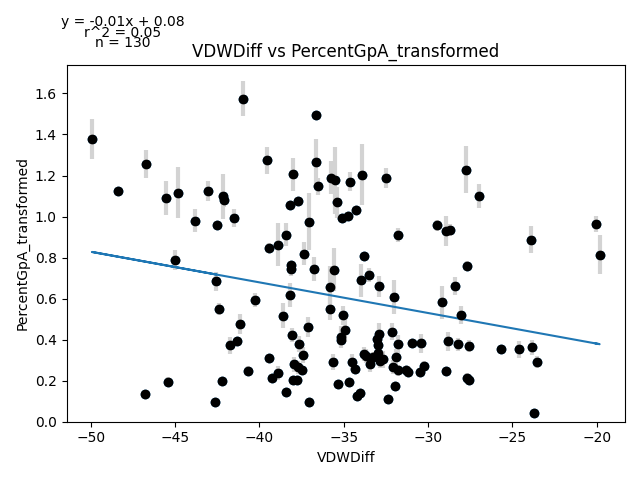 y = -0.01x + 0.08
r^2 = 0.05
n = 130
VDWDiff vs PercentGpA_transformed
PercentGpA_transformed
1.6
1.4
1.2
1.0
0.8
0.6
0.4
0.2
0.0
−50
−45
−40
−35
−30
−25
−20
VDWDiff